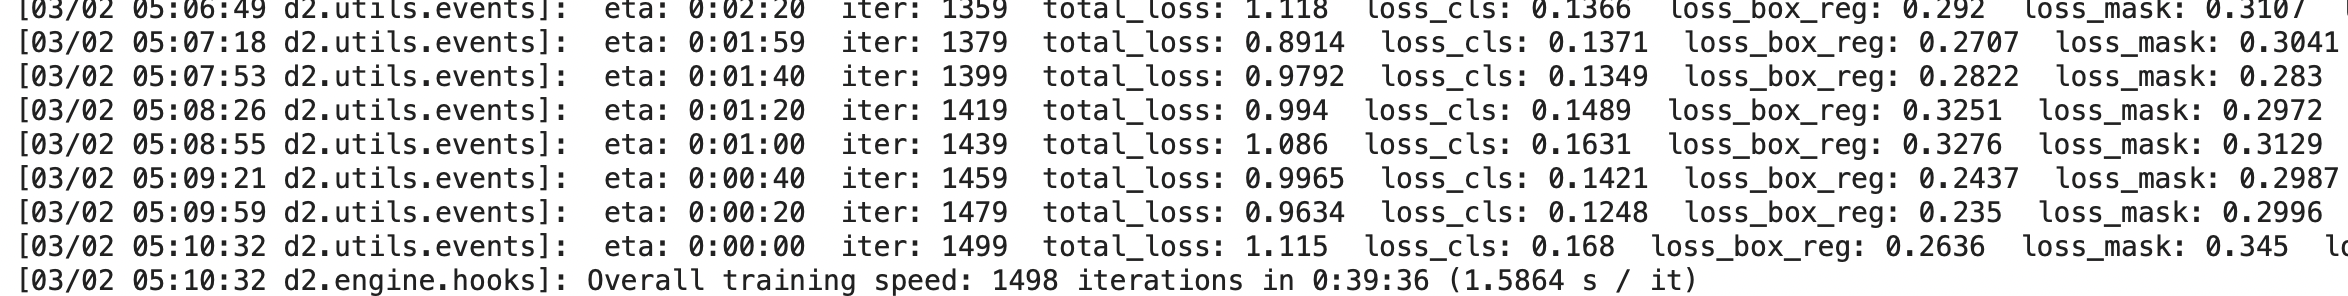 [03/02 05:06:49 d2.utils.events]:  eta: 0:02:20  iter: 1359  total_loss: 1.118  loss_cls: 0.1366  loss_box_reg: 0.292  loss_mask: 0.3107
[03/02 05:07:18 d2.utils.events]:  eta: 0:01:59  iter: 1379  total_loss: 0.8914  loss_cls: 0.1371  loss_box_reg: 0.2707  loss_mask: 0.3041
[03/02 05:07:53 d2.utils.events]:  eta: 0:01:40  iter: 1399  total_loss: 0.9792  loss_cls: 0.1349  loss_box_reg: 0.2822  loss_mask: 0.283
[03/02 05:08:26 d2.utils.events]:  eta: 0:01:20  iter: 1419  total_loss: 0.994  loss_cls: 0.1489  loss_box_reg: 0.3251  loss_mask: 0.2972
[03/02 05:08:55 d2.utils.events]:  eta: 0:01:00  iter: 1439  total_loss: 1.086  loss_cls: 0.1631  loss_box_reg: 0.3276  loss_mask: 0.3129
[03/02 05:09:21 d2.utils.events]:  eta: 0:00:40  iter: 1459  total_loss: 0.9965  loss_cls: 0.1421  loss_box_reg: 0.2437  loss_mask: 0.2987
[03/02 05:09:59 d2.utils.events]:  eta: 0:00:20  iter: 1479  total_loss: 0.9634  loss_cls: 0.1248  loss_box_reg: 0.235  loss_mask: 0.2996
[03/02 05:10:32 d2.utils.events]:  eta: 0:00:00  iter: 1499  total_loss: 1.115  loss_cls: 0.168  loss_box_reg: 0.2636  loss_mask: 0.345
[03/02 05:10:32 d2.engine.hooks]: Overall training speed: 1498 iterations in 0:39:36 (1.5864 s / it)